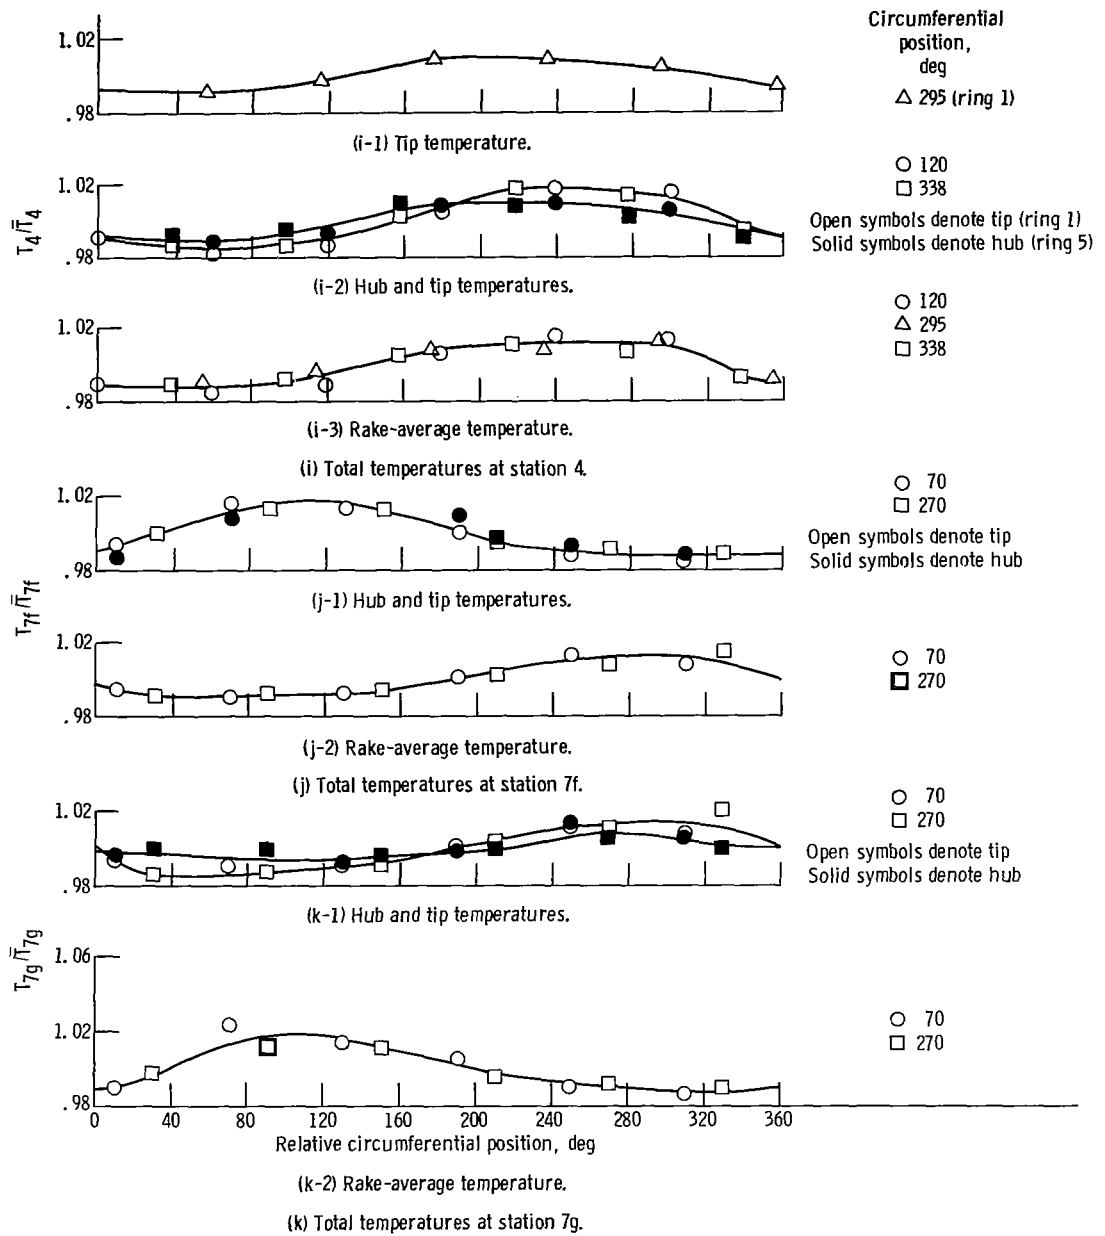 Circumferential
position,
deg
1.02
.98
△ 295 (ring 1)
(i-1) Tip temperature.
T4/T̅4
1.02
.98
○ 120
□ 338
Open symbols denote tip (ring 1)
Solid symbols denote hub (ring 5)
(i-2) Hub and tip temperatures.
1.02
.98
○ 120
△ 295
□ 338
(i-3) Rake-average temperature.
(i) Total temperatures at station 4.
T7f/T̅7f
1.02
.98
○ 70
□ 270
Open symbols denote tip
Solid symbols denote hub
(j-1) Hub and tip temperatures.
1.02
.98
○ 70
□ 270
(j-2) Rake-average temperature.
(j) Total temperatures at station 7f.
T7g/T̅7g
1.02
.98
○ 70
□ 270
Open symbols denote tip
Solid symbols denote hub
(k-1) Hub and tip temperatures.
1.06
1.02
.98
○ 70
□ 270
0 40 80 120 160 200 240 280 320 360
Relative circumferential position, deg
(k-2) Rake-average temperature.
(k) Total temperatures at station 7g.